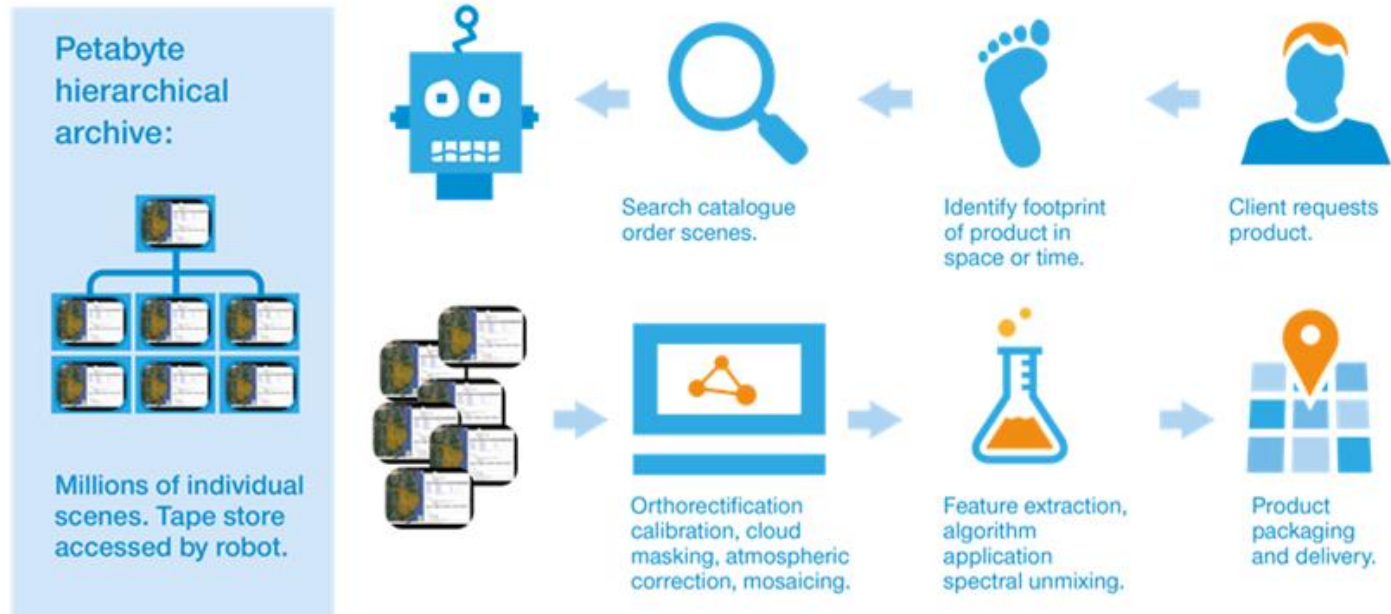 Petabyte
hierarchical
archive:
Millions of individual
scenes. Tape store
accessed by robot.
Search catalogue
order scenes.
Identify footprint
of product in
space or time.
Client requests
product.
Orthorectification
calibration, cloud
masking, atmospheric
correction, mosaicing.
Feature extraction,
algorithm
application
spectral unmixing.
Product
packaging
and delivery.